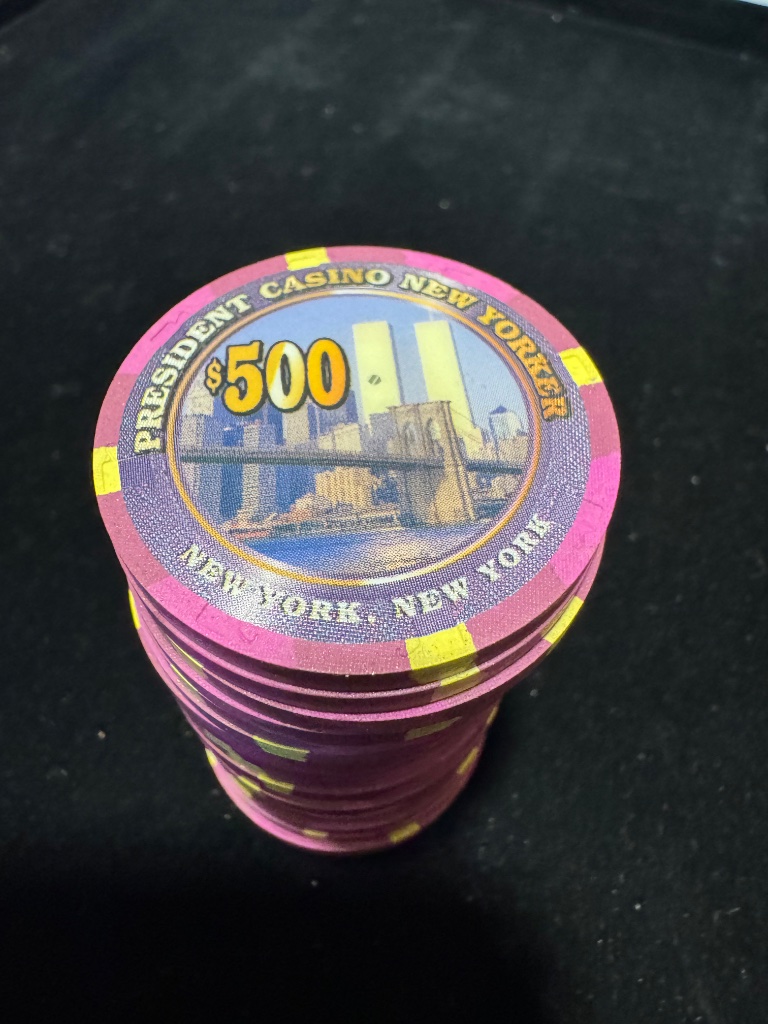 PRESIDENT CASINO NEW YORKER
$500
NEW YORK, NEW YORK